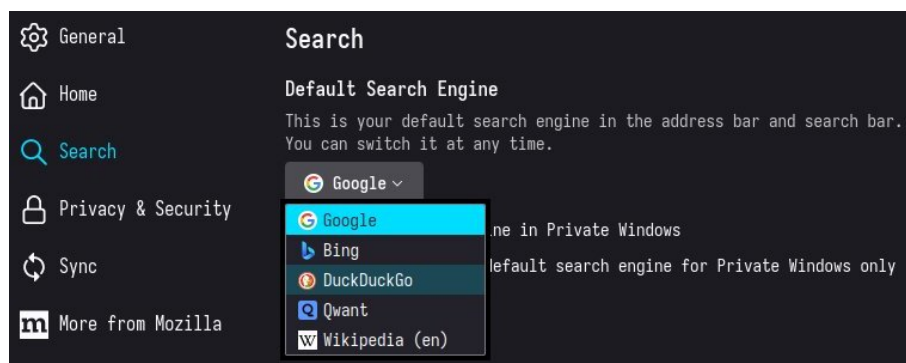 General
Home
Search
Privacy & Security
Sync
m More from Mozilla
Search
Default Search Engine
This is your default search engine in the address bar and search bar.
You can switch it at any time.
G Google
G Google
ne in Private Windows
b Bing
DuckDuckGo
default search engine for Private Windows only
Q Qwant
W Wikipedia (en)